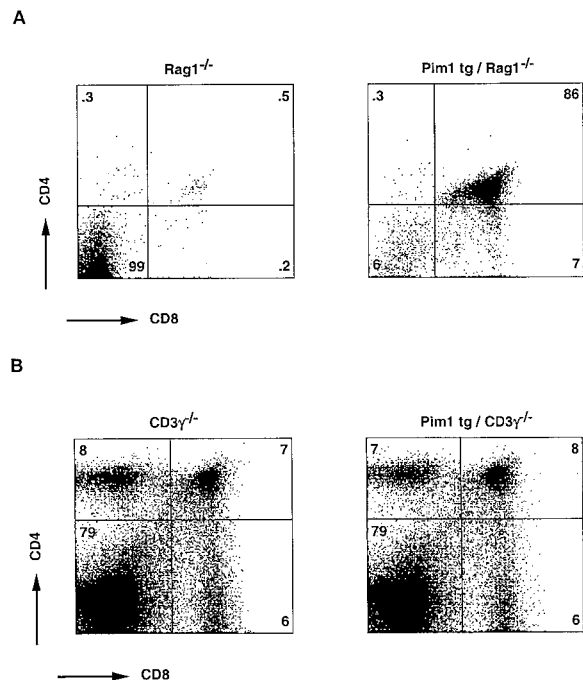 A
Rag1-/-
Pim1 tg / Rag1-/-
.3
.5
99
.2
.3
86
6
7
CD4
CD8
B
CD3γ-/-
Pim1 tg / CD3γ-/-
8
7
79
6
7
8
79
6
CD4
CD8